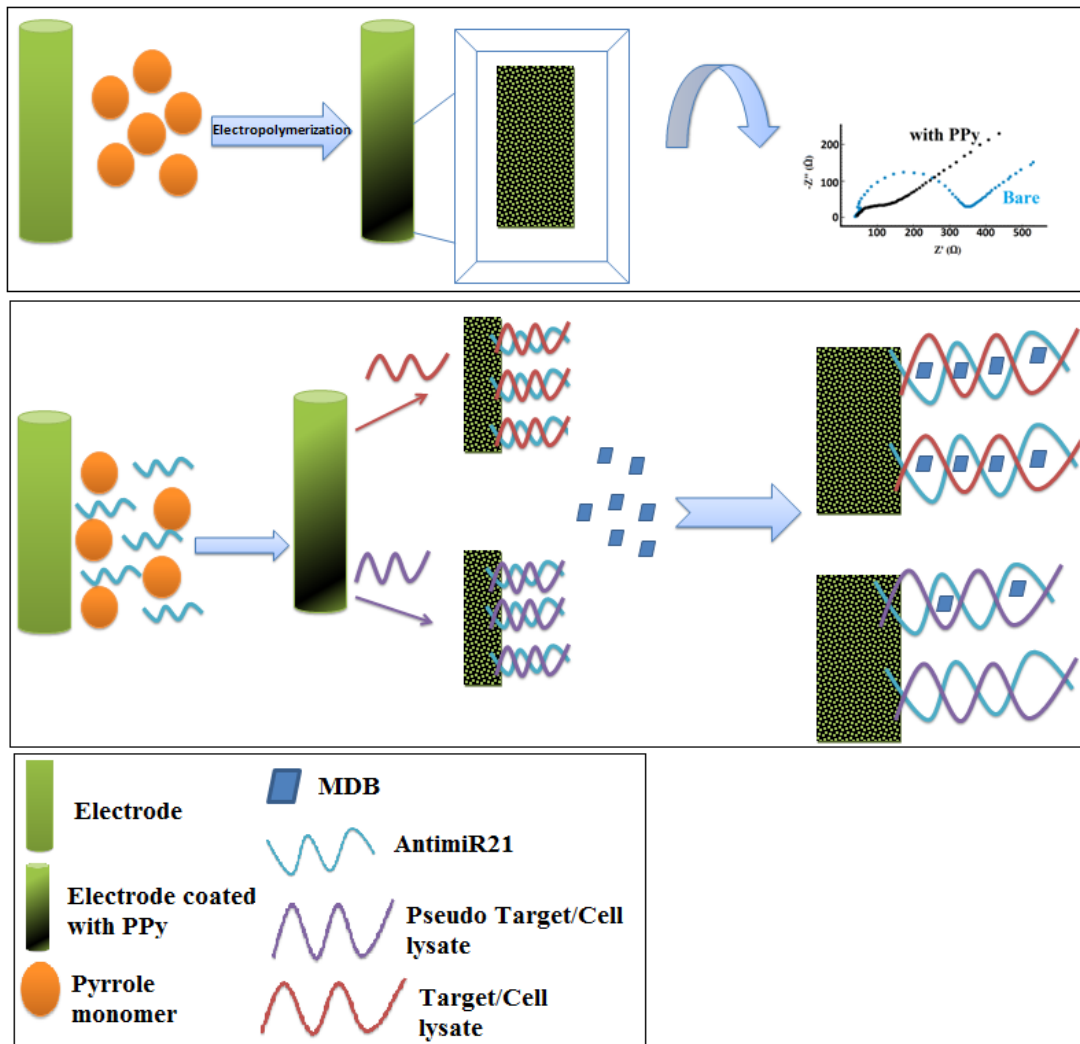 Electropolymerization
with PPy
Bare
-Z'' (Ω)
200
100
0
100 200 300 400 500
Z' (Ω)
Electrode
Electrode coated
with PPy
Pyrrole
monomer
MDB
AntimiR21
Pseudo Target/Cell
lysate
Target/Cell
lysate